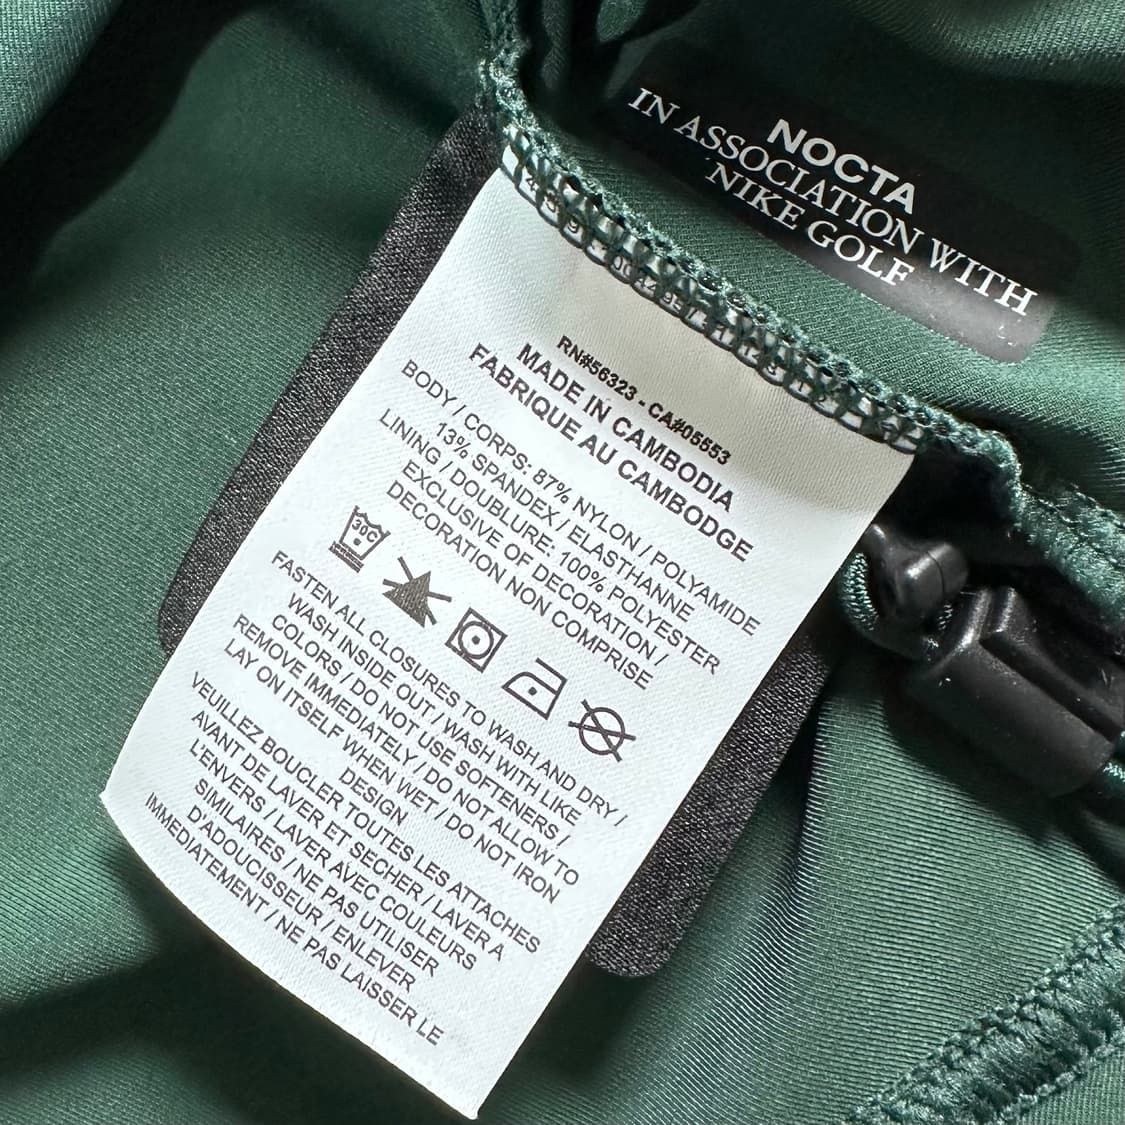 NOCTA
IN ASSOCIATION WITH
NIKE GOLF
RN#56323 - CA#05553
MADE IN CAMBODIA
FABRIQUE AU CAMBODGE
BODY / CORPS: 87% NYLON / POLYAMIDE
13% SPANDEX / ELASTHANNE
LINING / DOUBLURE: 100% POLYESTER
EXCLUSIVE OF DECORATION /
DECORATION NON COMPRISE
30C
FASTEN ALL CLOSURES TO WASH AND DRY /
WASH INSIDE OUT / WASH WITH LIKE
COLORS / DO NOT USE SOFTENERS /
REMOVE IMMEDIATELY / DO NOT ALLOW TO
LAY ON ITSELF WHEN WET / DO NOT IRON
DESIGN
VEUILLEZ BOUCLER TOUTES LES ATTACHES
AVANT DE LAVER ET SECHER / LAVER A
L'ENVERS / LAVER AVEC COULEURS
SIMILAIRES / NE PAS UTILISER
D'ADOUCISSEUR / ENLEVER
IMMEDIATEMENT / NE PAS LAISSER LE